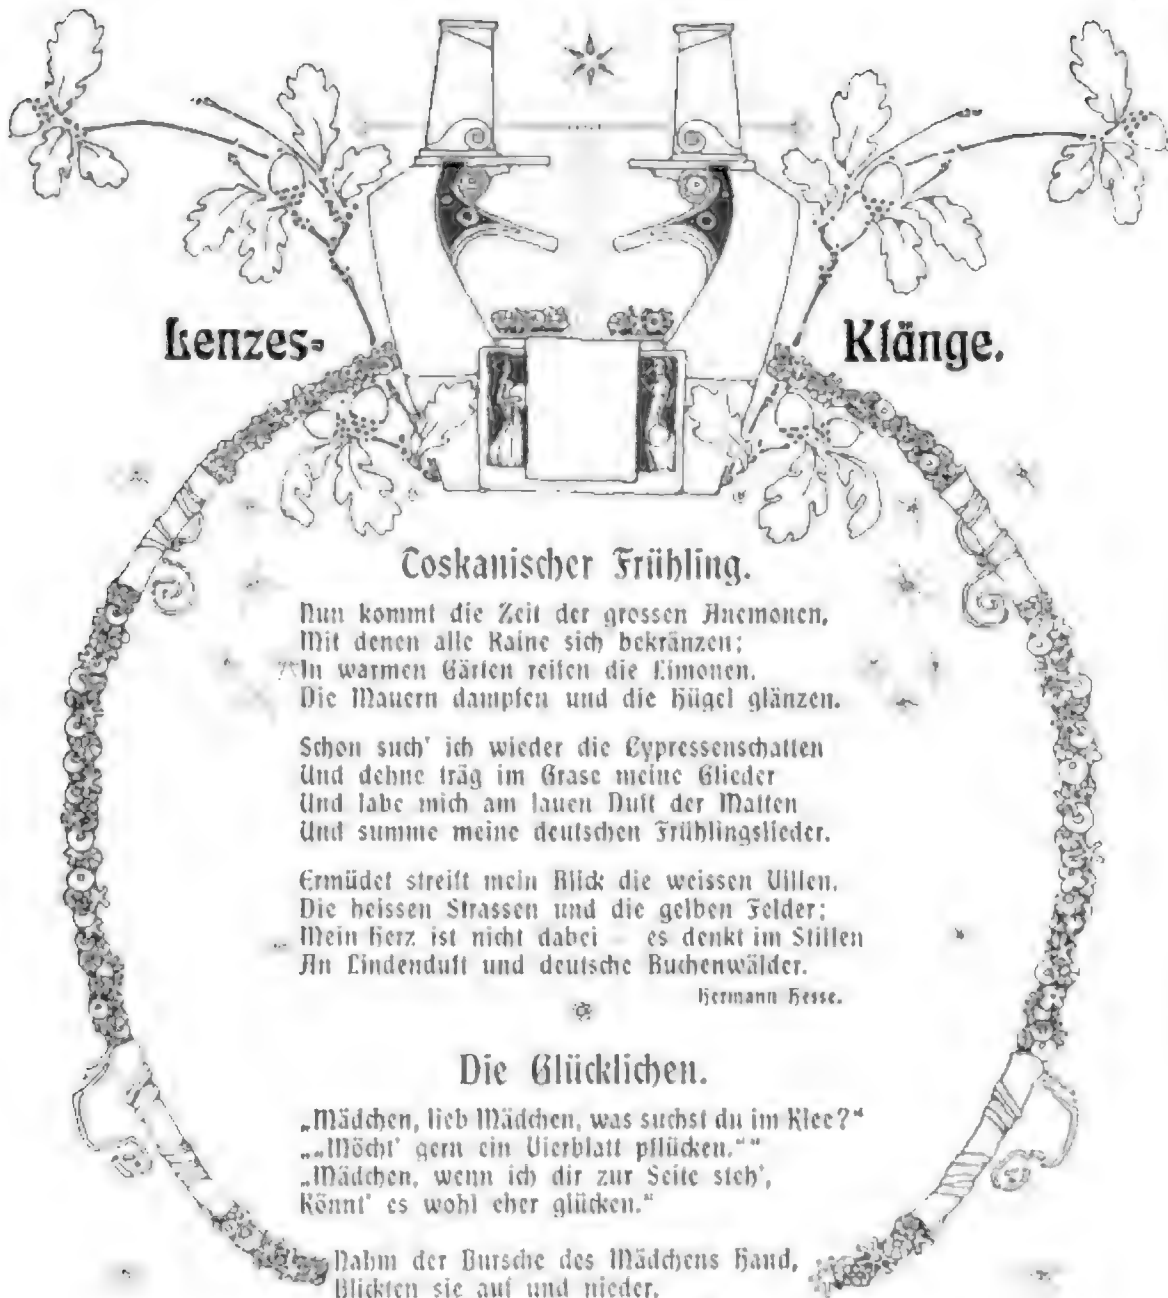 Lenzes-
Klänge.
Toskanischer Frühling.
Nun kommt die Zeit der grossen Anemonen,
Mit denen alle Raine sich bekränzen;
In warmen Gärten reifen die Limonen,
Die Mauern dampfen und die Hügel glänzen.
Schon such' ich wieder die Cypressenschatten
Und dehne träg im Grase meine Glieder
Und labe mich am lauen Duft der Matten
Und summe meine deutschen Frühlingslieder.
Ermüdet streift mein Blick die weissen Villen,
Die heissen Strassen und die gelben Felder;
Mein Herz ist nicht dabei — es denkt im Stillen
An Lindenduft und deutsche Buchenwälder.
Hermann Hesse.
Die Glücklichen.
„Mädchen, lieb Mädchen, was suchst du im Klee?“
„„Möcht' gern ein Vierblatt pflücken.““
„Mädchen, wenn ich dir zur Seite steh',
Könnt' es wohl eher glücken.“
Nahm der Bursche des Mädchens Hand,
Blickten sie auf und nieder.